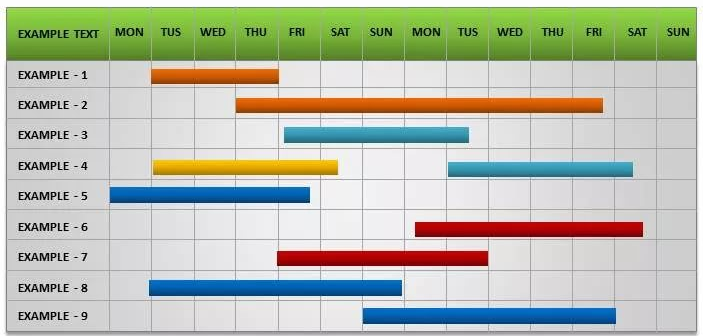 EXAMPLE TEXT MON TUS WED THU FRI SAT SUN MON TUS WED THU FRI SAT SUN
EXAMPLE - 1
EXAMPLE - 2
EXAMPLE - 3
EXAMPLE - 4
EXAMPLE - 5
EXAMPLE - 6
EXAMPLE - 7
EXAMPLE - 8
EXAMPLE - 9